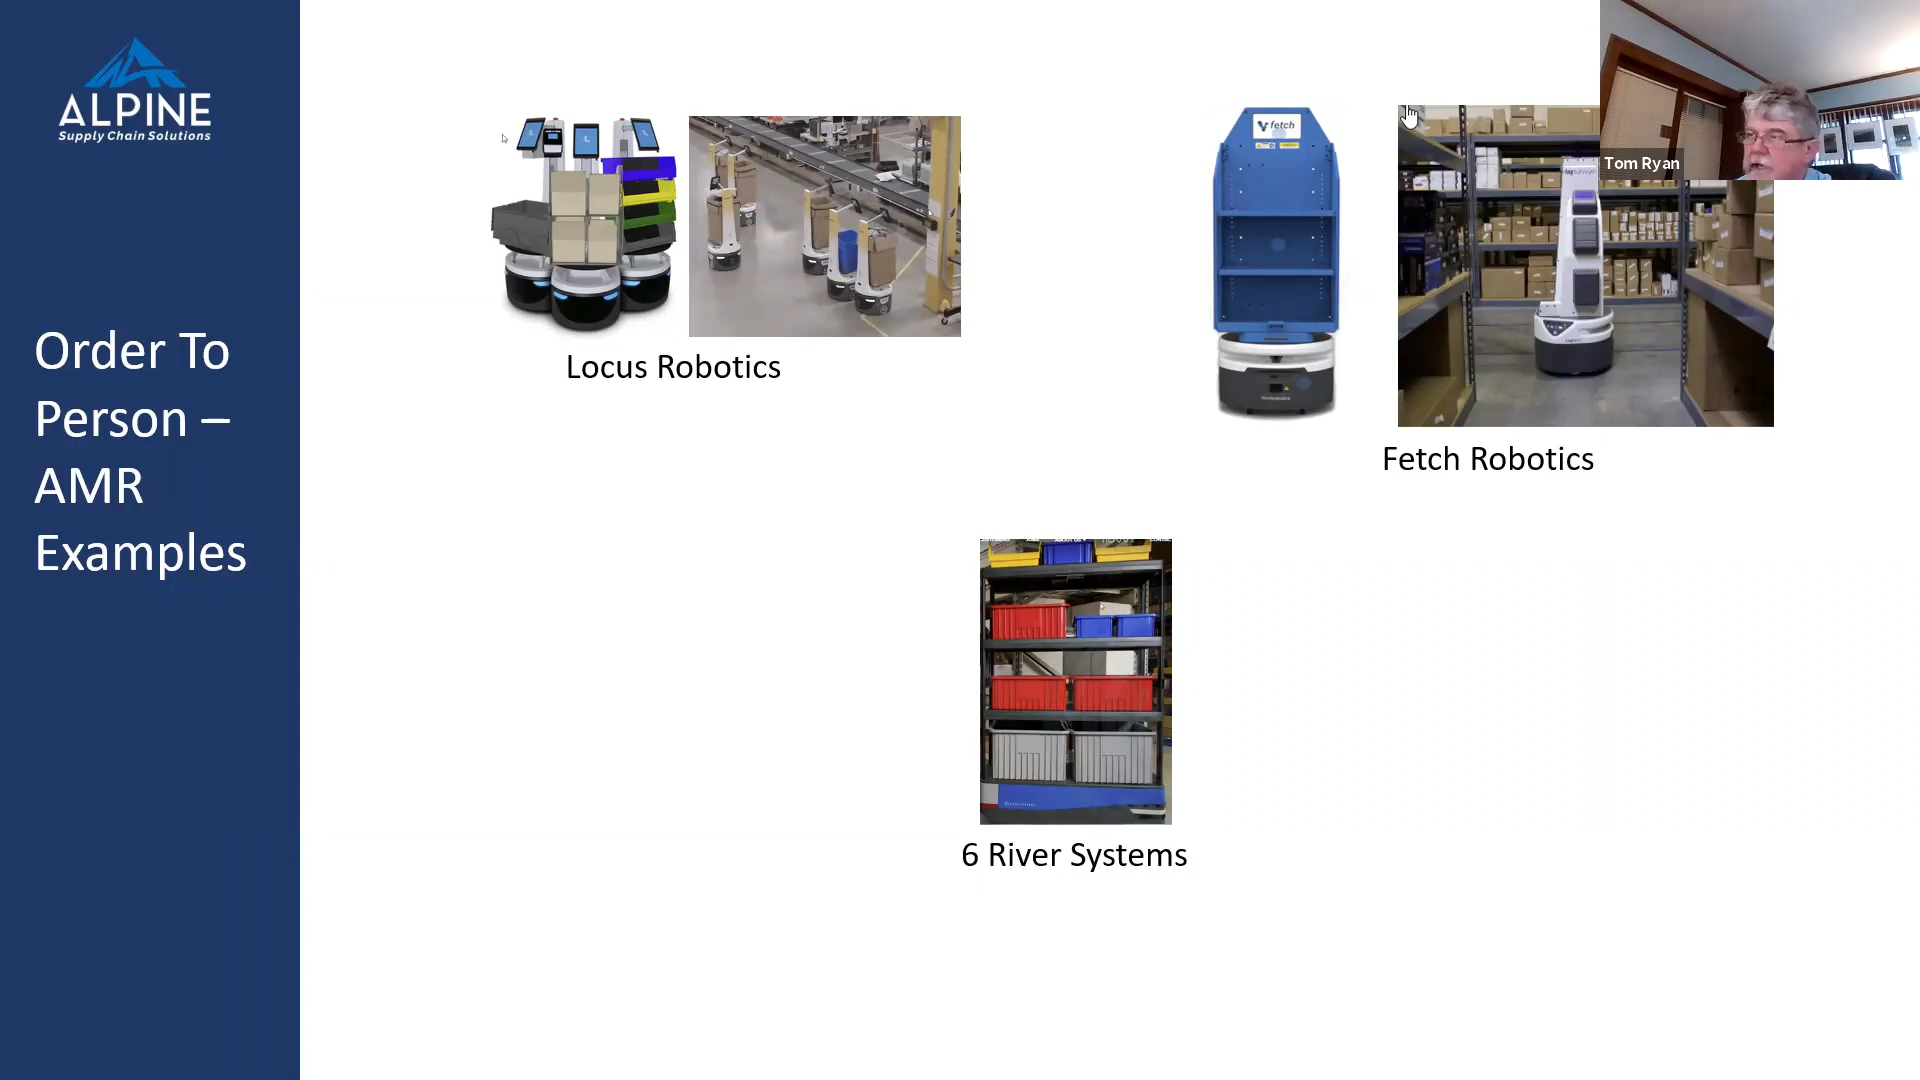 ALPINE
Supply Chain Solutions
Order To
Person –
AMR
Examples
Locus Robotics
fetch
Fetch Robotics
Tom Ryan
6 River Systems